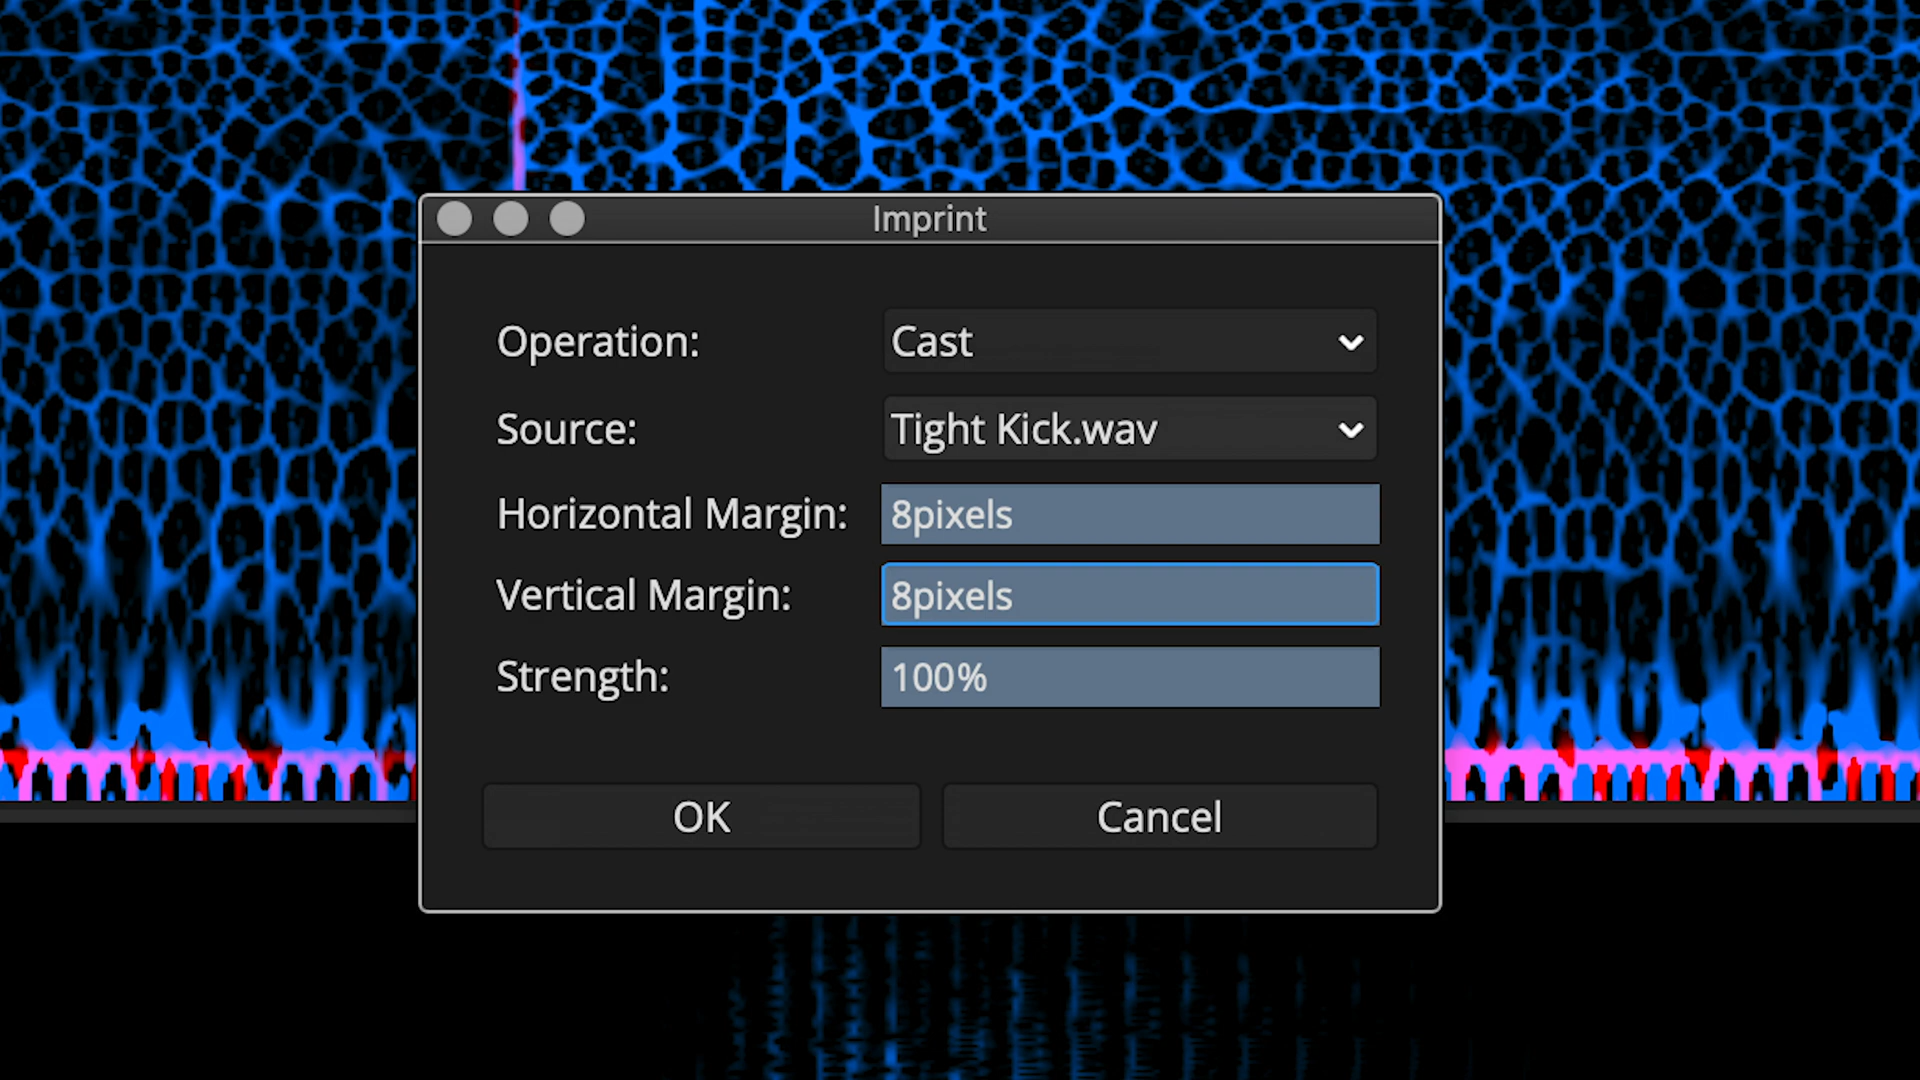 Imprint
Operation: Cast
Source: Tight Kick.wav
Horizontal Margin: 8pixels
Vertical Margin: 8pixels
Strength: 100%
OK Cancel